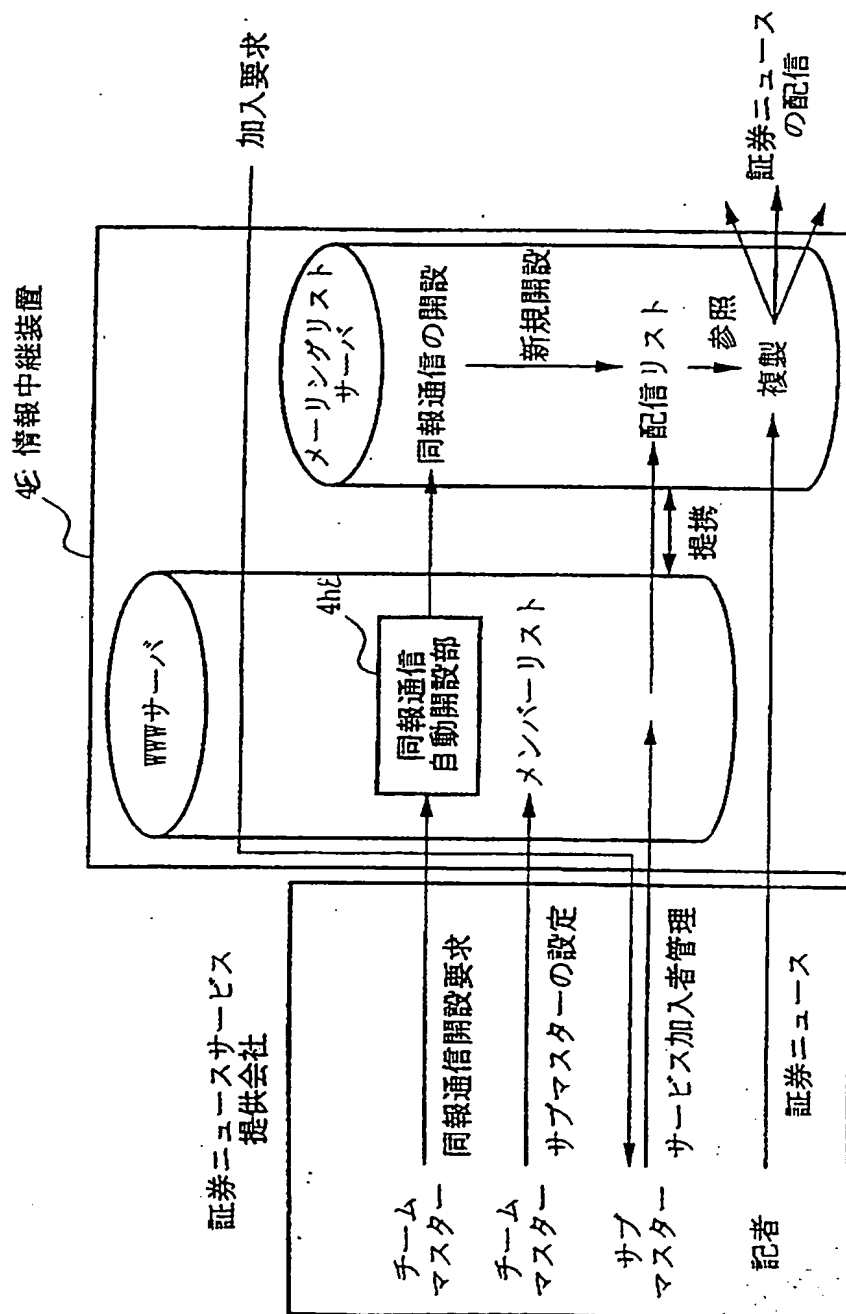 加入要求
証券ニュース
の配信
4E: 情報中継装置
メーリングリスト
サーバ
同報通信の開設
新規開設
配信リスト
参照
複製
提携
WWWサーバ
4hE
同報通信
自動開設部
メンバーリスト
証券ニュースサービス
提供会社
同報通信開設要求
サブマスターの設定
サービス加入者管理
証券ニュース
チーム
マスター
チーム
マスター
サブ
マスター
記者